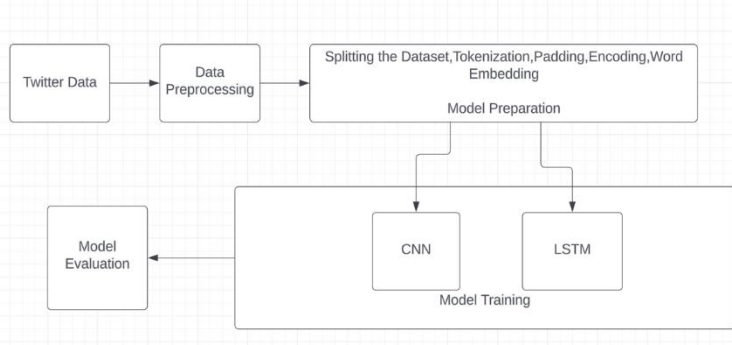 Twitter Data
Data
Preprocessing
Splitting the Dataset,Tokenization,Padding,Encoding,Word
Embedding
Model Preparation
Model
Evaluation
CNN
LSTM
Model Training